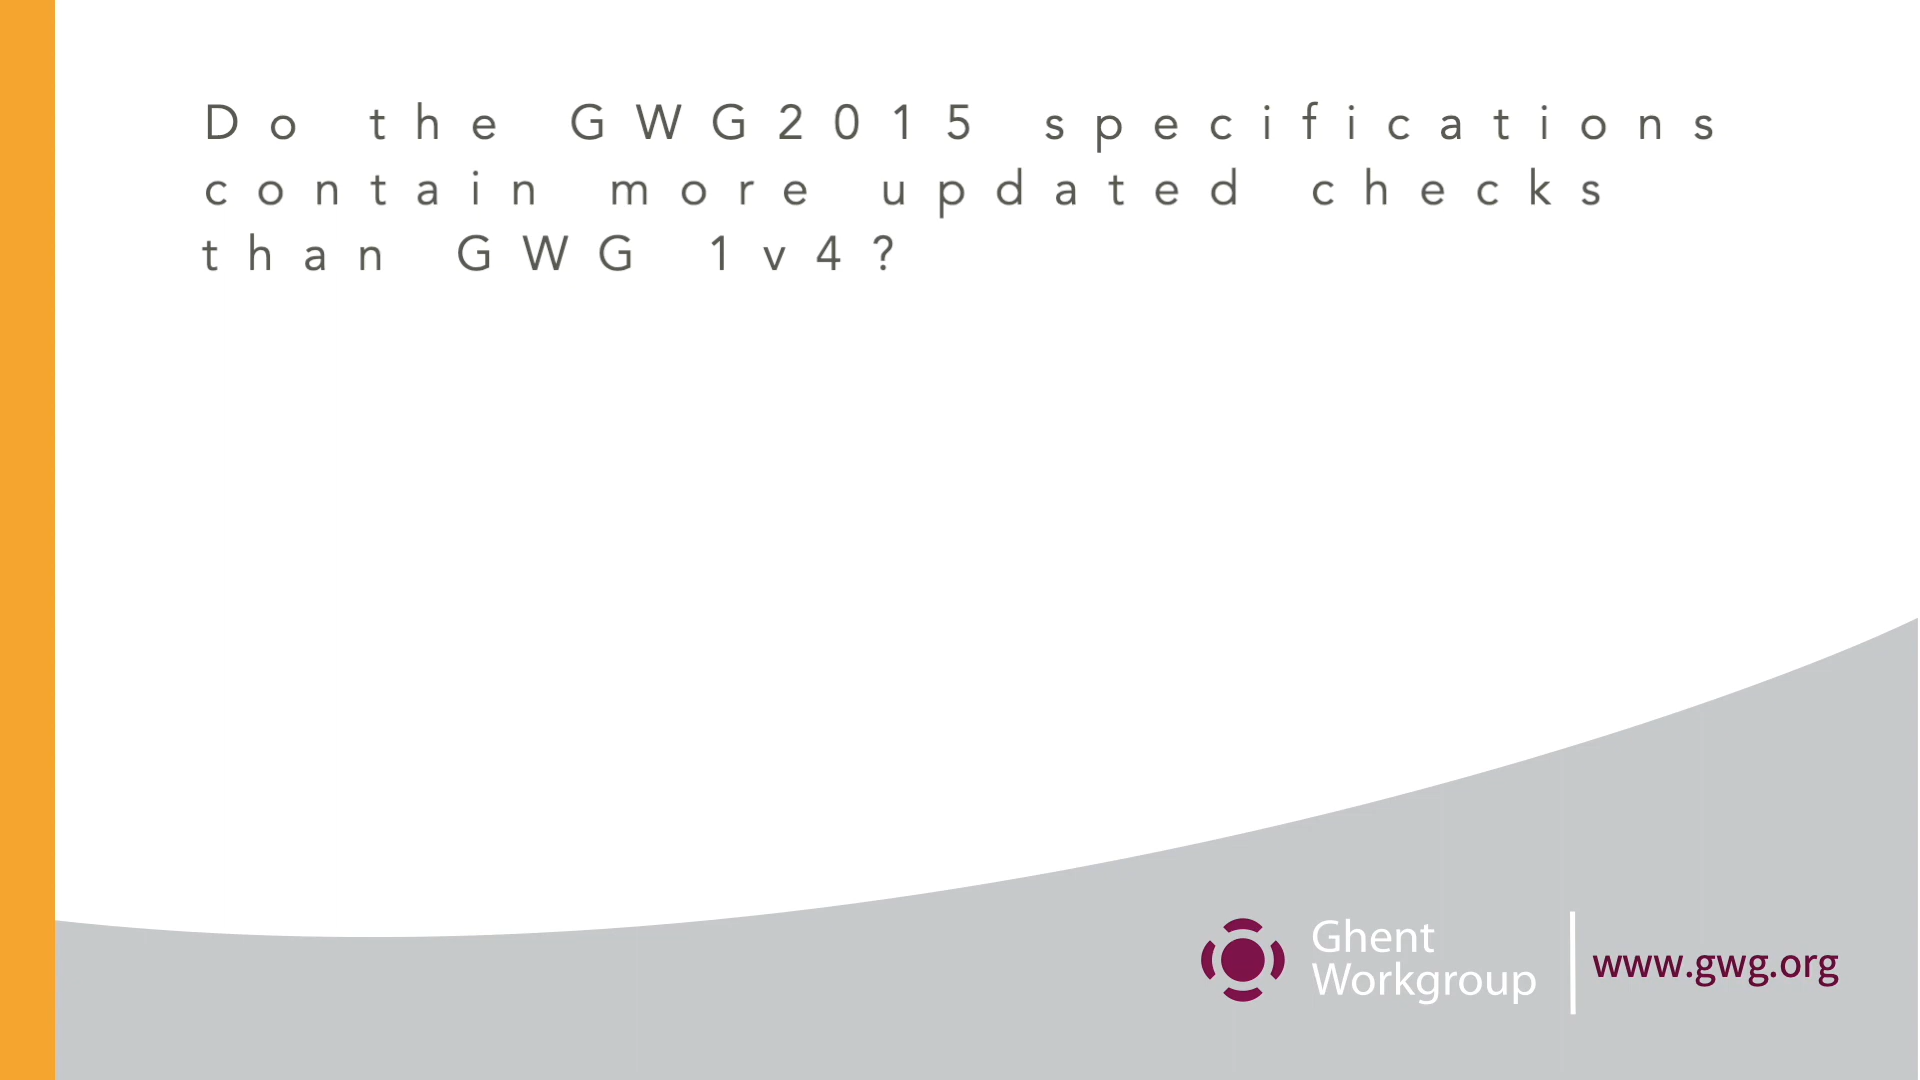 Do the GWG2015 specifications
contain more updated checks
than GWG 1v4?
Ghent
Workgroup
www.gwg.org